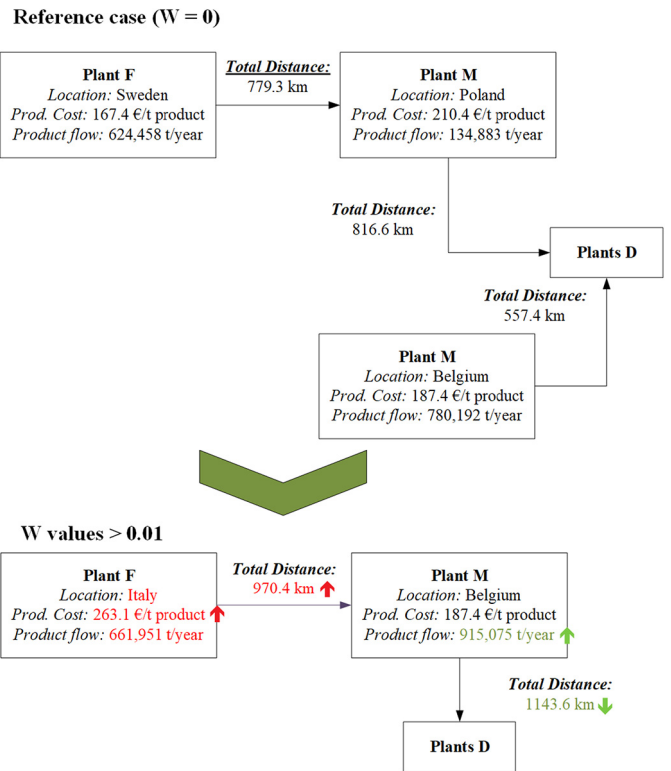 Reference case (W = 0)
Plant F
Location: Sweden
Prod. Cost: 167.4 €/t product
Product flow: 624,458 t/year
Total Distance:
779.3 km
Plant M
Location: Poland
Prod. Cost: 210.4 €/t product
Product flow: 134,883 t/year
Total Distance:
816.6 km
Plants D
Total Distance:
557.4 km
Plant M
Location: Belgium
Prod. Cost: 187.4 €/t product
Product flow: 780,192 t/year
W values > 0.01
Plant F
Location: Italy
Prod. Cost: 263.1 €/t product
Product flow: 661,951 t/year
Total Distance:
970.4 km
Plant M
Location: Belgium
Prod. Cost: 187.4 €/t product
Product flow: 915,075 t/year
Total Distance:
1143.6 km
Plants D